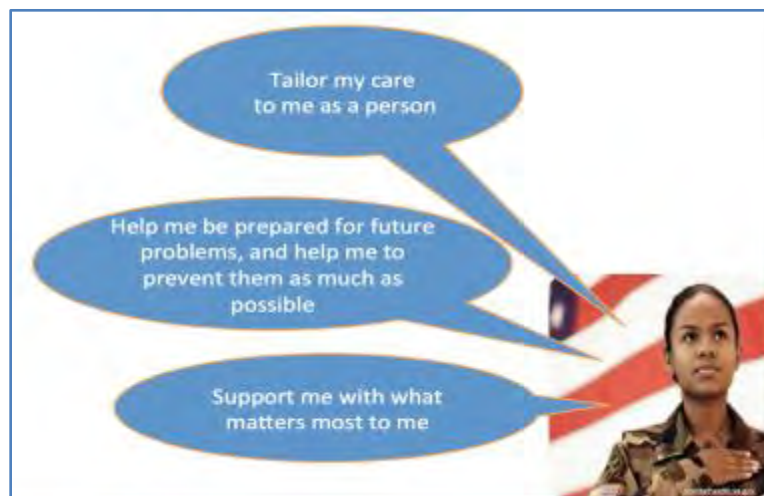 Tailor my care
to me as a person
Help me be prepared for future
problems, and help me to
prevent them as much as
possible
Support me with what
matters most to me